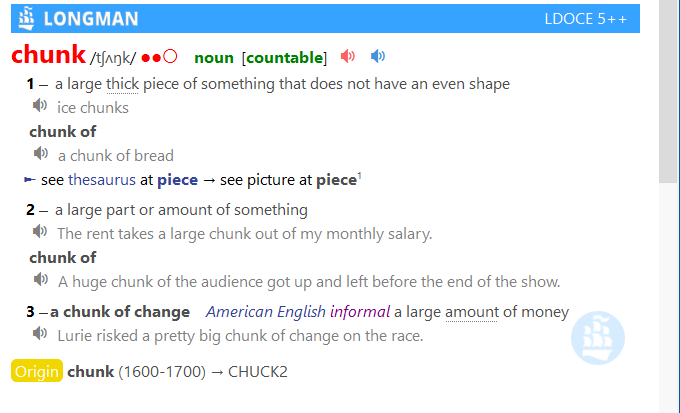 LONGMAN LDOCE 5++
chunk /tʃʌŋk/ ●●○ noun [countable]
1 – a large thick piece of something that does not have an even shape
ice chunks
chunk of
a chunk of bread
► see thesaurus at piece → see picture at piece1
2 – a large part or amount of something
The rent takes a large chunk out of my monthly salary.
chunk of
A huge chunk of the audience got up and left before the end of the show.
3 –a chunk of change American English informal a large amount of money
Lurie risked a pretty big chunk of change on the race.
Origin chunk (1600-1700) → CHUCK2